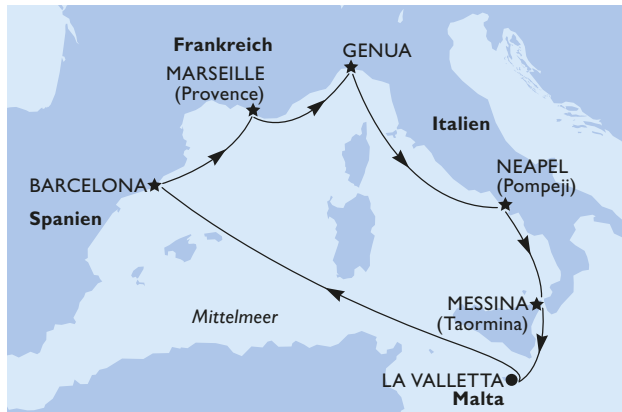 Frankreich
GENUA
MARSEILLE
(Provence)
Italien
NEAPEL
(Pompeji)
BARCELONA
Spanien
MESSINA
(Taormina)
Mittelmeer
LA VALLETTA
Malta